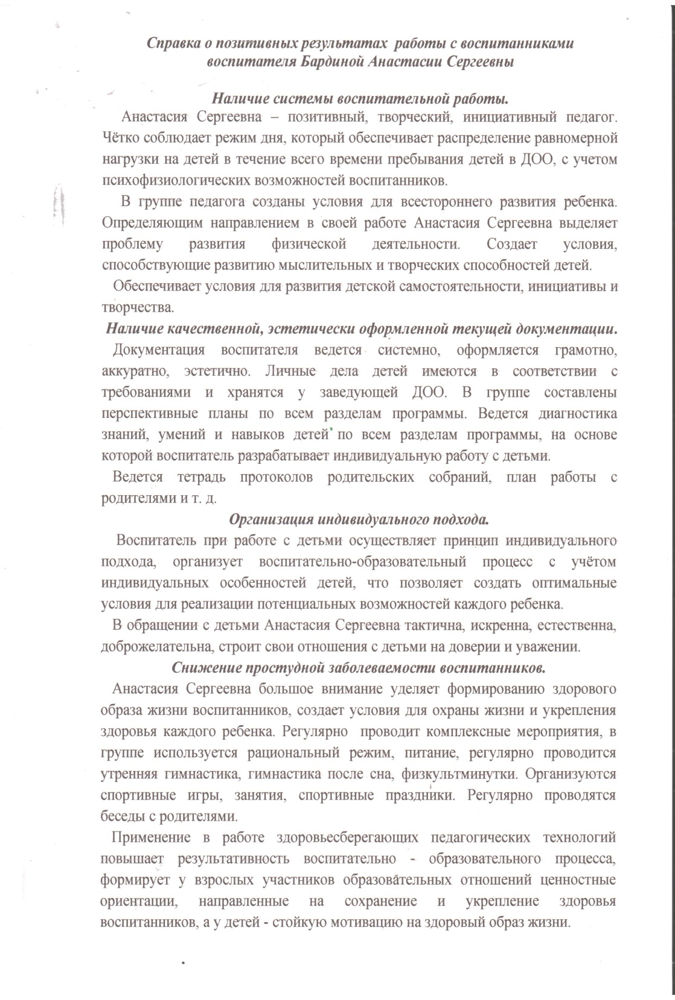 Справка о позитивных результатах работы с воспитанниками
воспитателя Бардиной Анастасии Сергеевны
Наличие системы воспитательной работы.
Анастасия Сергеевна – позитивный, творческий, инициативный педагог.
Чётко соблюдает режим дня, который обеспечивает распределение равномерной
нагрузки на детей в течение всего времени пребывания детей в ДОО, с учетом
психофизиологических возможностей воспитанников.
В группе педагога созданы условия для всестороннего развития ребенка.
Определяющим направлением в своей работе Анастасия Сергеевна выделяет
проблему развития физической деятельности. Создает условия,
способствующие развитию мыслительных и творческих способностей детей.
Обеспечивает условия для развития детской самостоятельности, инициативы и
творчества.
Наличие качественной, эстетически оформленной текущей документации.
Документация воспитателя ведется системно, оформляется грамотно,
аккуратно, эстетично. Личные дела детей имеются в соответствии с
требованиями и хранятся у заведующей ДОО. В группе составлены
перспективные планы по всем разделам программы. Ведется диагностика
знаний, умений и навыков детей по всем разделам программы, на основе
которой воспитатель разрабатывает индивидуальную работу с детьми.
Ведется тетрадь протоколов родительских собраний, план работы с
родителями и т. д.
Организация индивидуального подхода.
Воспитатель при работе с детьми осуществляет принцип индивидуального
подхода, организует воспитательно-образовательный процесс с учётом
индивидуальных особенностей детей, что позволяет создать оптимальные
условия для реализации потенциальных возможностей каждого ребенка.
В обращении с детьми Анастасия Сергеевна тактична, искренна, естественна,
доброжелательна, строит свои отношения с детьми на доверии и уважении.
Снижение простудной заболеваемости воспитанников.
Анастасия Сергеевна большое внимание уделяет формированию здорового
образа жизни воспитанников, создает условия для охраны жизни и укрепления
здоровья каждого ребенка. Регулярно проводит комплексные мероприятия, в
группе используется рациональный режим, питание, регулярно проводится
утренняя гимнастика, гимнастика после сна, физкультминутки. Организуются
спортивные игры, занятия, спортивные праздники. Регулярно проводятся
беседы с родителями.
Применение в работе здоровьесберегающих педагогических технологий
повышает результативность воспитательно - образовательного процесса,
формирует у взрослых участников образовательных отношений ценностные
ориентации, направленные на сохранение и укрепление здоровья
воспитанников, а у детей - стойкую мотивацию на здоровый образ жизни.